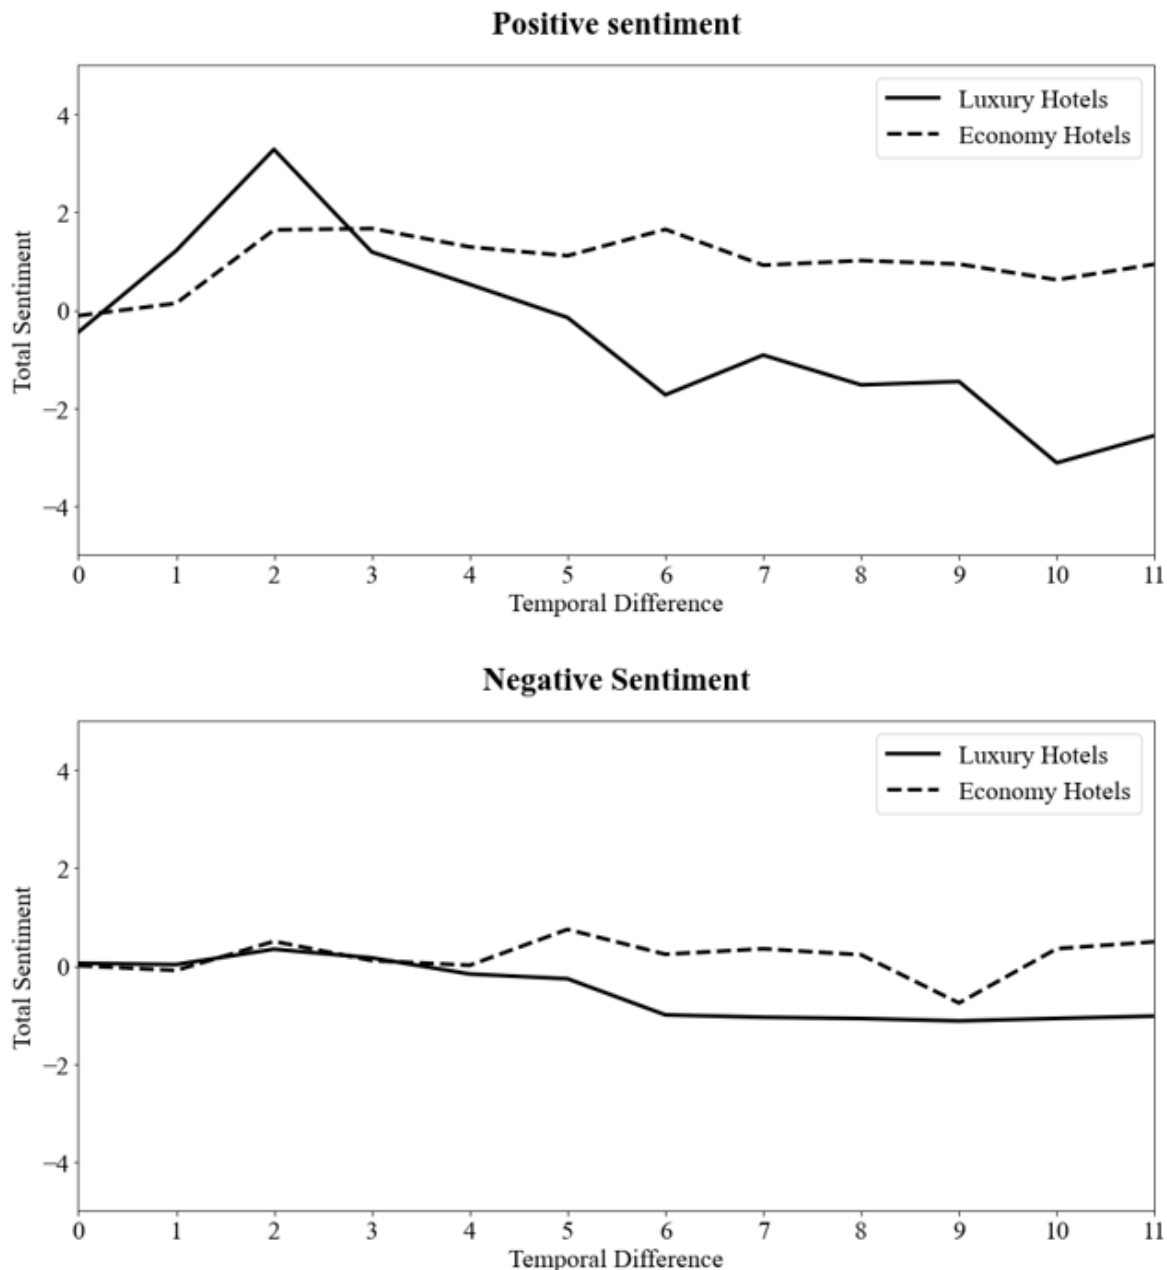 Positive sentiment
4
2
0
−2
−4
Total Sentiment
Luxury Hotels
Economy Hotels
0 1 2 3 4 5 6 7 8 9 10 11
Temporal Difference
Negative Sentiment
4
2
0
−2
−4
Total Sentiment
Luxury Hotels
Economy Hotels
0 1 2 3 4 5 6 7 8 9 10 11
Temporal Difference